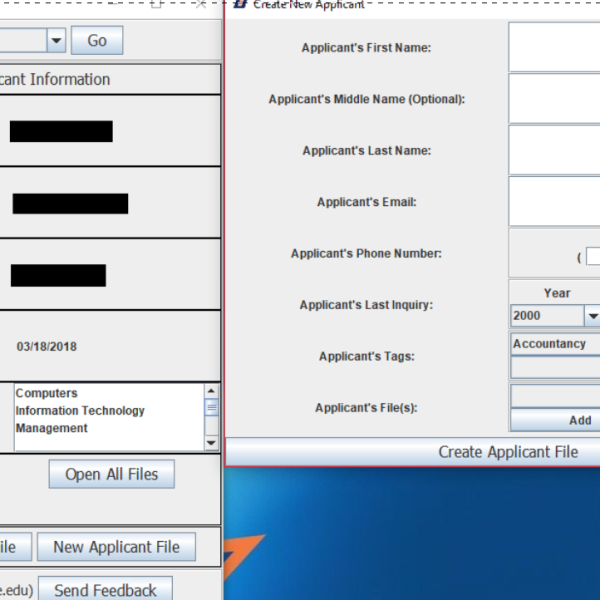 Go
cant Information
03/18/2018
Computers
Information Technology
Management
Open All Files
ile
New Applicant File
e.edu)
Send Feedback
Create New Applicant
Applicant's First Name:
Applicant's Middle Name (Optional):
Applicant's Last Name:
Applicant's Email:
Applicant's Phone Number:
(
Applicant's Last Inquiry:
Year
2000
Applicant's Tags:
Accountancy
Applicant's File(s):
Add
Create Applicant File